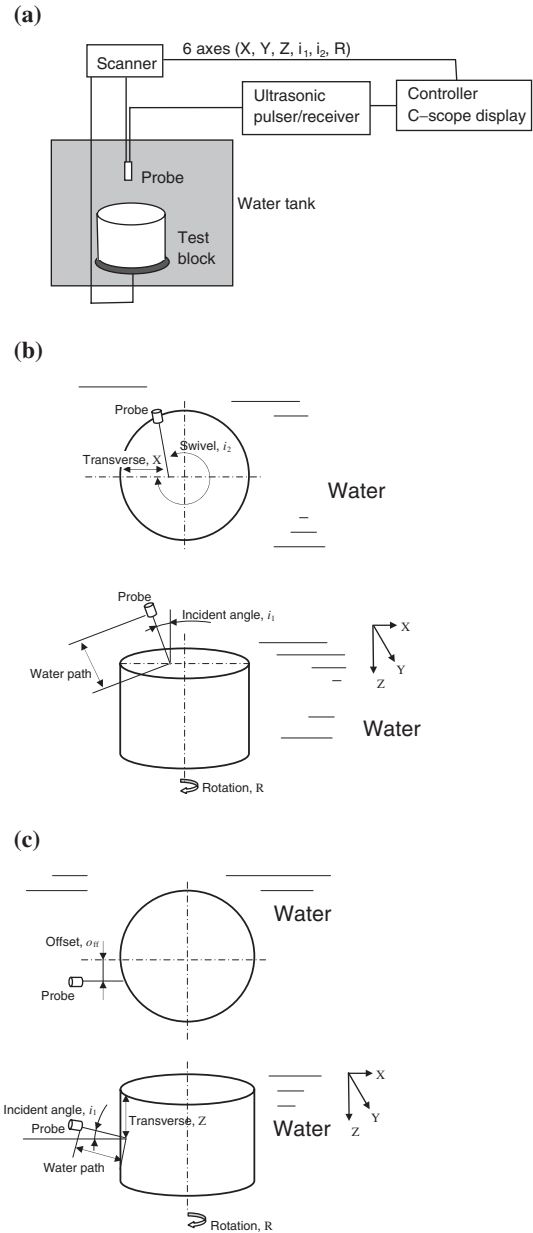 (a)
6 axes (X, Y, Z, i1, i2, R)
Scanner
Ultrasonic
pulser/receiver
Controller
C–scope display
Probe
Water tank
Test
block
(b)
Probe
Swivel, i2
Transverse, X
Water
Probe
Incident angle, i1
X
Water path
Y
Z
Water
Rotation, R
(c)
Water
Offset, off
Probe
X
Incident angle, i1
Transverse, Z
Probe
Water
Y
Z
Water path
Rotation, R